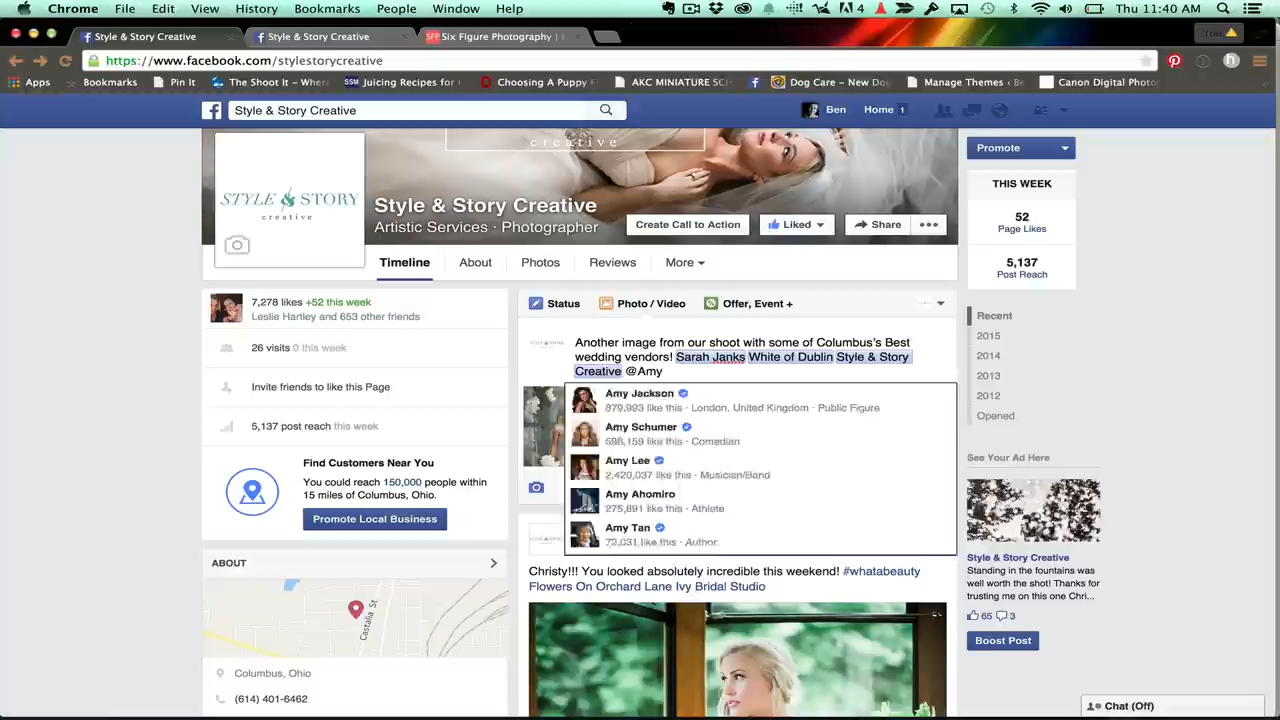 Chrome File Edit View History Bookmarks People Window Help
4 Thu 11:40 AM
Style & Story Creative
Style & Story Creative
SFP Six Figure Photography |
You
https://www.facebook.com/stylestorycreative
Apps Bookmarks Pin It The Shoot It – Where SSM Juicing Recipes for Choosing A Puppy AKC MINIATURE SCH Dog Care – New Dog Manage Themes ‹ Be Canon Digital Photo
Style & Story Creative
Ben Home 1
creative
STYLE & STORY
creative
Style & Story Creative
Artistic Services · Photographer
Create Call to Action Liked Share
Timeline About Photos Reviews More
Promote
THIS WEEK
52
Page Likes
5,137
Post Reach
7,278 likes +52 this week
Leslie Hartley and 653 other friends
26 visits 0 this week
Invite friends to like this Page
5,137 post reach this week
Find Customers Near You
You could reach 150,000 people within
15 miles of Columbus, Ohio.
Promote Local Business
ABOUT
Castalia St
Columbus, Ohio
(614) 401-6462
Status Photo / Video Offer, Event +
Another image from our shoot with some of Columbus's Best
wedding vendors! Sarah Janks White of Dublin Style & Story
Creative @Amy
Amy Jackson
879,993 like this · London, United Kingdom · Public Figure
Amy Schumer
596,159 like this · Comedian
Amy Lee
2,420,037 like this · Musician/Band
Amy Ahomiro
275,891 like this · Athlete
Amy Tan
72,031 like this · Author
Christy!!! You looked absolutely incredible this weekend! #whatabeauty
Flowers On Orchard Lane Ivy Bridal Studio
Recent
2015
2014
2013
2012
Opened
See Your Ad Here
Style & Story Creative
Standing in the fountains was
well worth the shot! Thanks for
trusting me on this one Chri...
65 3
Boost Post
Chat (Off)